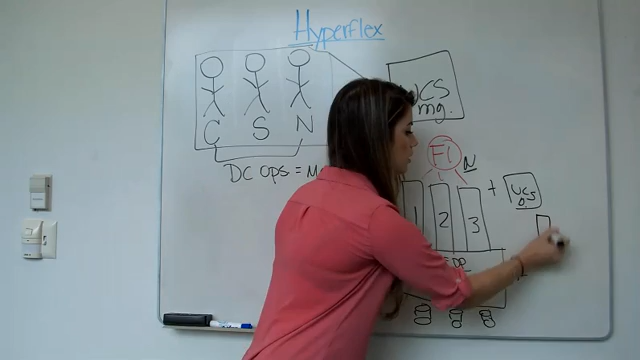 Hyperflex
UCS
mg.
C S N
DC OPS =
FI N
1 2 3
+ UCS